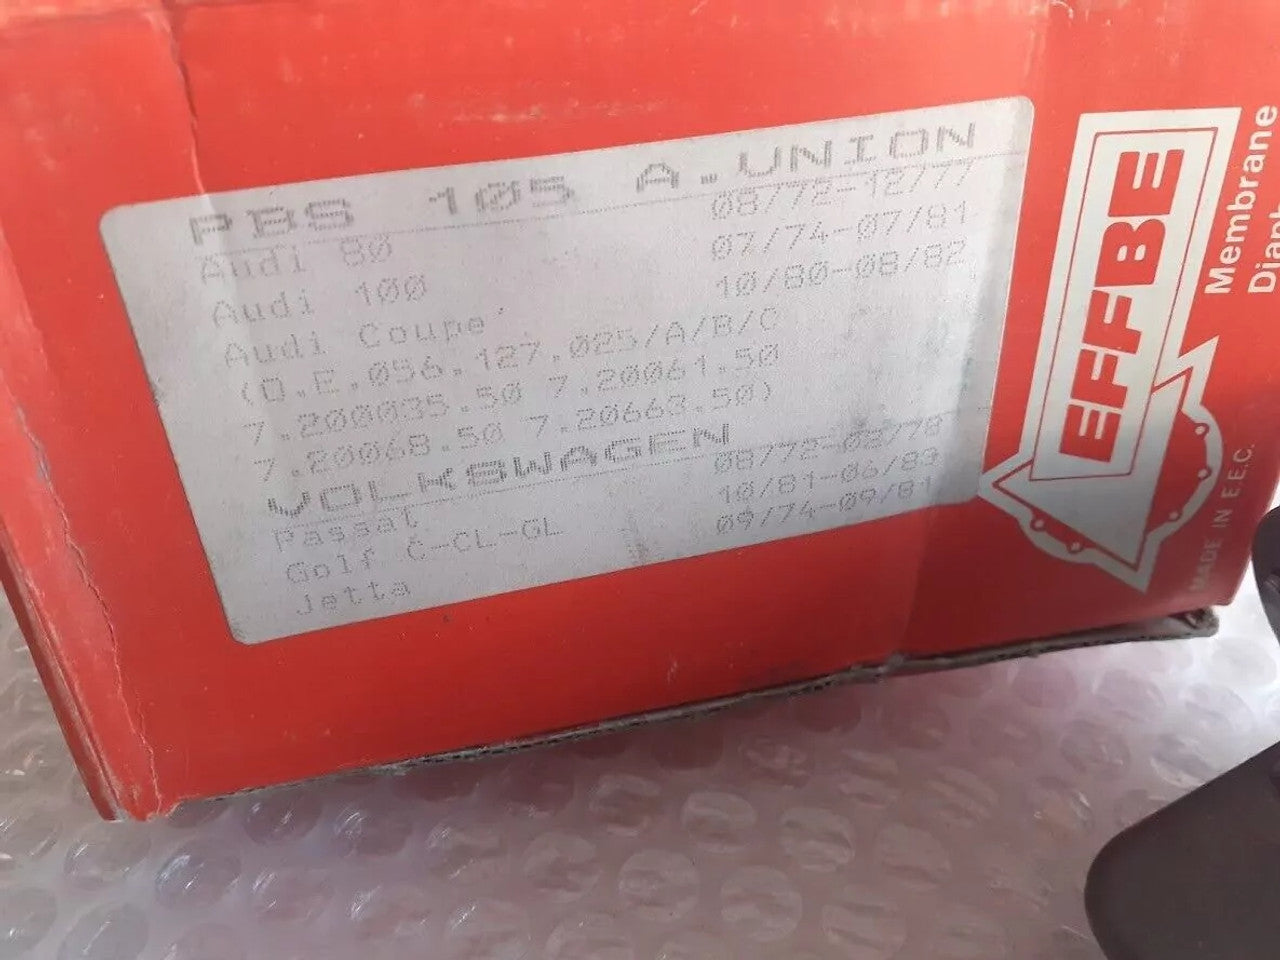 PBS 105 A.UNION
Audi 80 08/72-12/77
Audi 100 07/74-07/81
Audi Coupe' 10/80-08/82
(O.E.056.127.025/A/B/C
7.200035.50 7.20061.50
7.20068.50 7.20663.50)
VOLKSWAGEN
Passat 08/72-03/78
Golf C-CL-GL 10/81-06/83
Jetta 09/74-09/81
EFFBE
Membrane
MADE IN E.E.C.